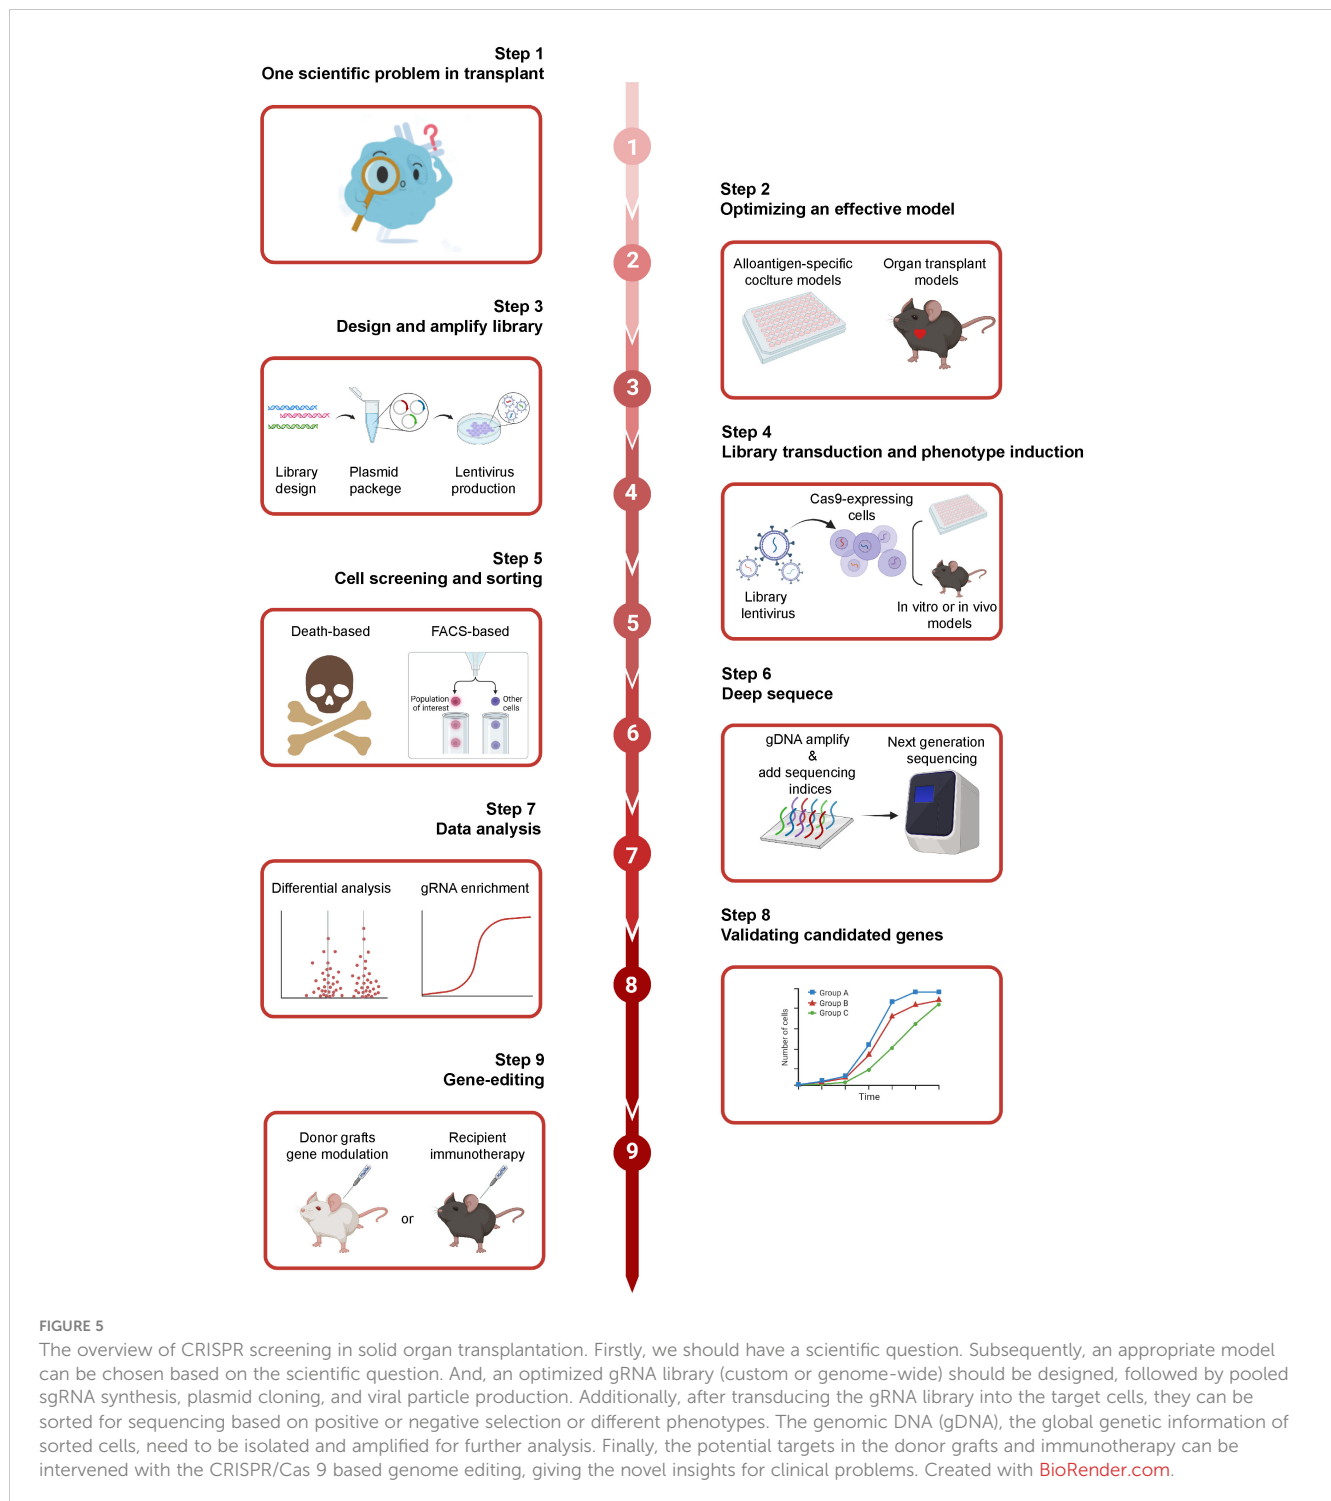 Step 1
One scientific problem in transplant
?
1
Step 2
Optimizing an effective model
Alloantigen-specific
coclture models
Organ transplant
models
2
Step 3
Design and amplify library
Library
design
Plasmid
packege
Lentivirus
production
3
Step 4
Library transduction and phenotype induction
Cas9-expressing
cells
Library
lentivirus
In vitro or in vivo
models
4
Step 5
Cell screening and sorting
Death-based
FACS-based
Population
of interest
Other
cells
5
Step 6
Deep sequece
gDNA amplify
&
add sequencing
indices
Next generation
sequencing
6
Step 7
Data analysis
Differential analysis
gRNA enrichment
7
Step 8
Validating candidated genes
Group A
Group B
Group C
Number of cells
Time
8
Step 9
Gene-editing
Donor grafts
gene modulation
or
Recipient
immunotherapy
9
FIGURE 5
The overview of CRISPR screening in solid organ transplantation. Firstly, we should have a scientific question. Subsequently, an appropriate model
can be chosen based on the scientific question. And, an optimized gRNA library (custom or genome-wide) should be designed, followed by pooled
sgRNA synthesis, plasmid cloning, and viral particle production. Additionally, after transducing the gRNA library into the target cells, they can be
sorted for sequencing based on positive or negative selection or different phenotypes. The genomic DNA (gDNA), the global genetic information of
sorted cells, need to be isolated and amplified for further analysis. Finally, the potential targets in the donor grafts and immunotherapy can be
intervened with the CRISPR/Cas 9 based genome editing, giving the novel insights for clinical problems. Created with BioRender.com.